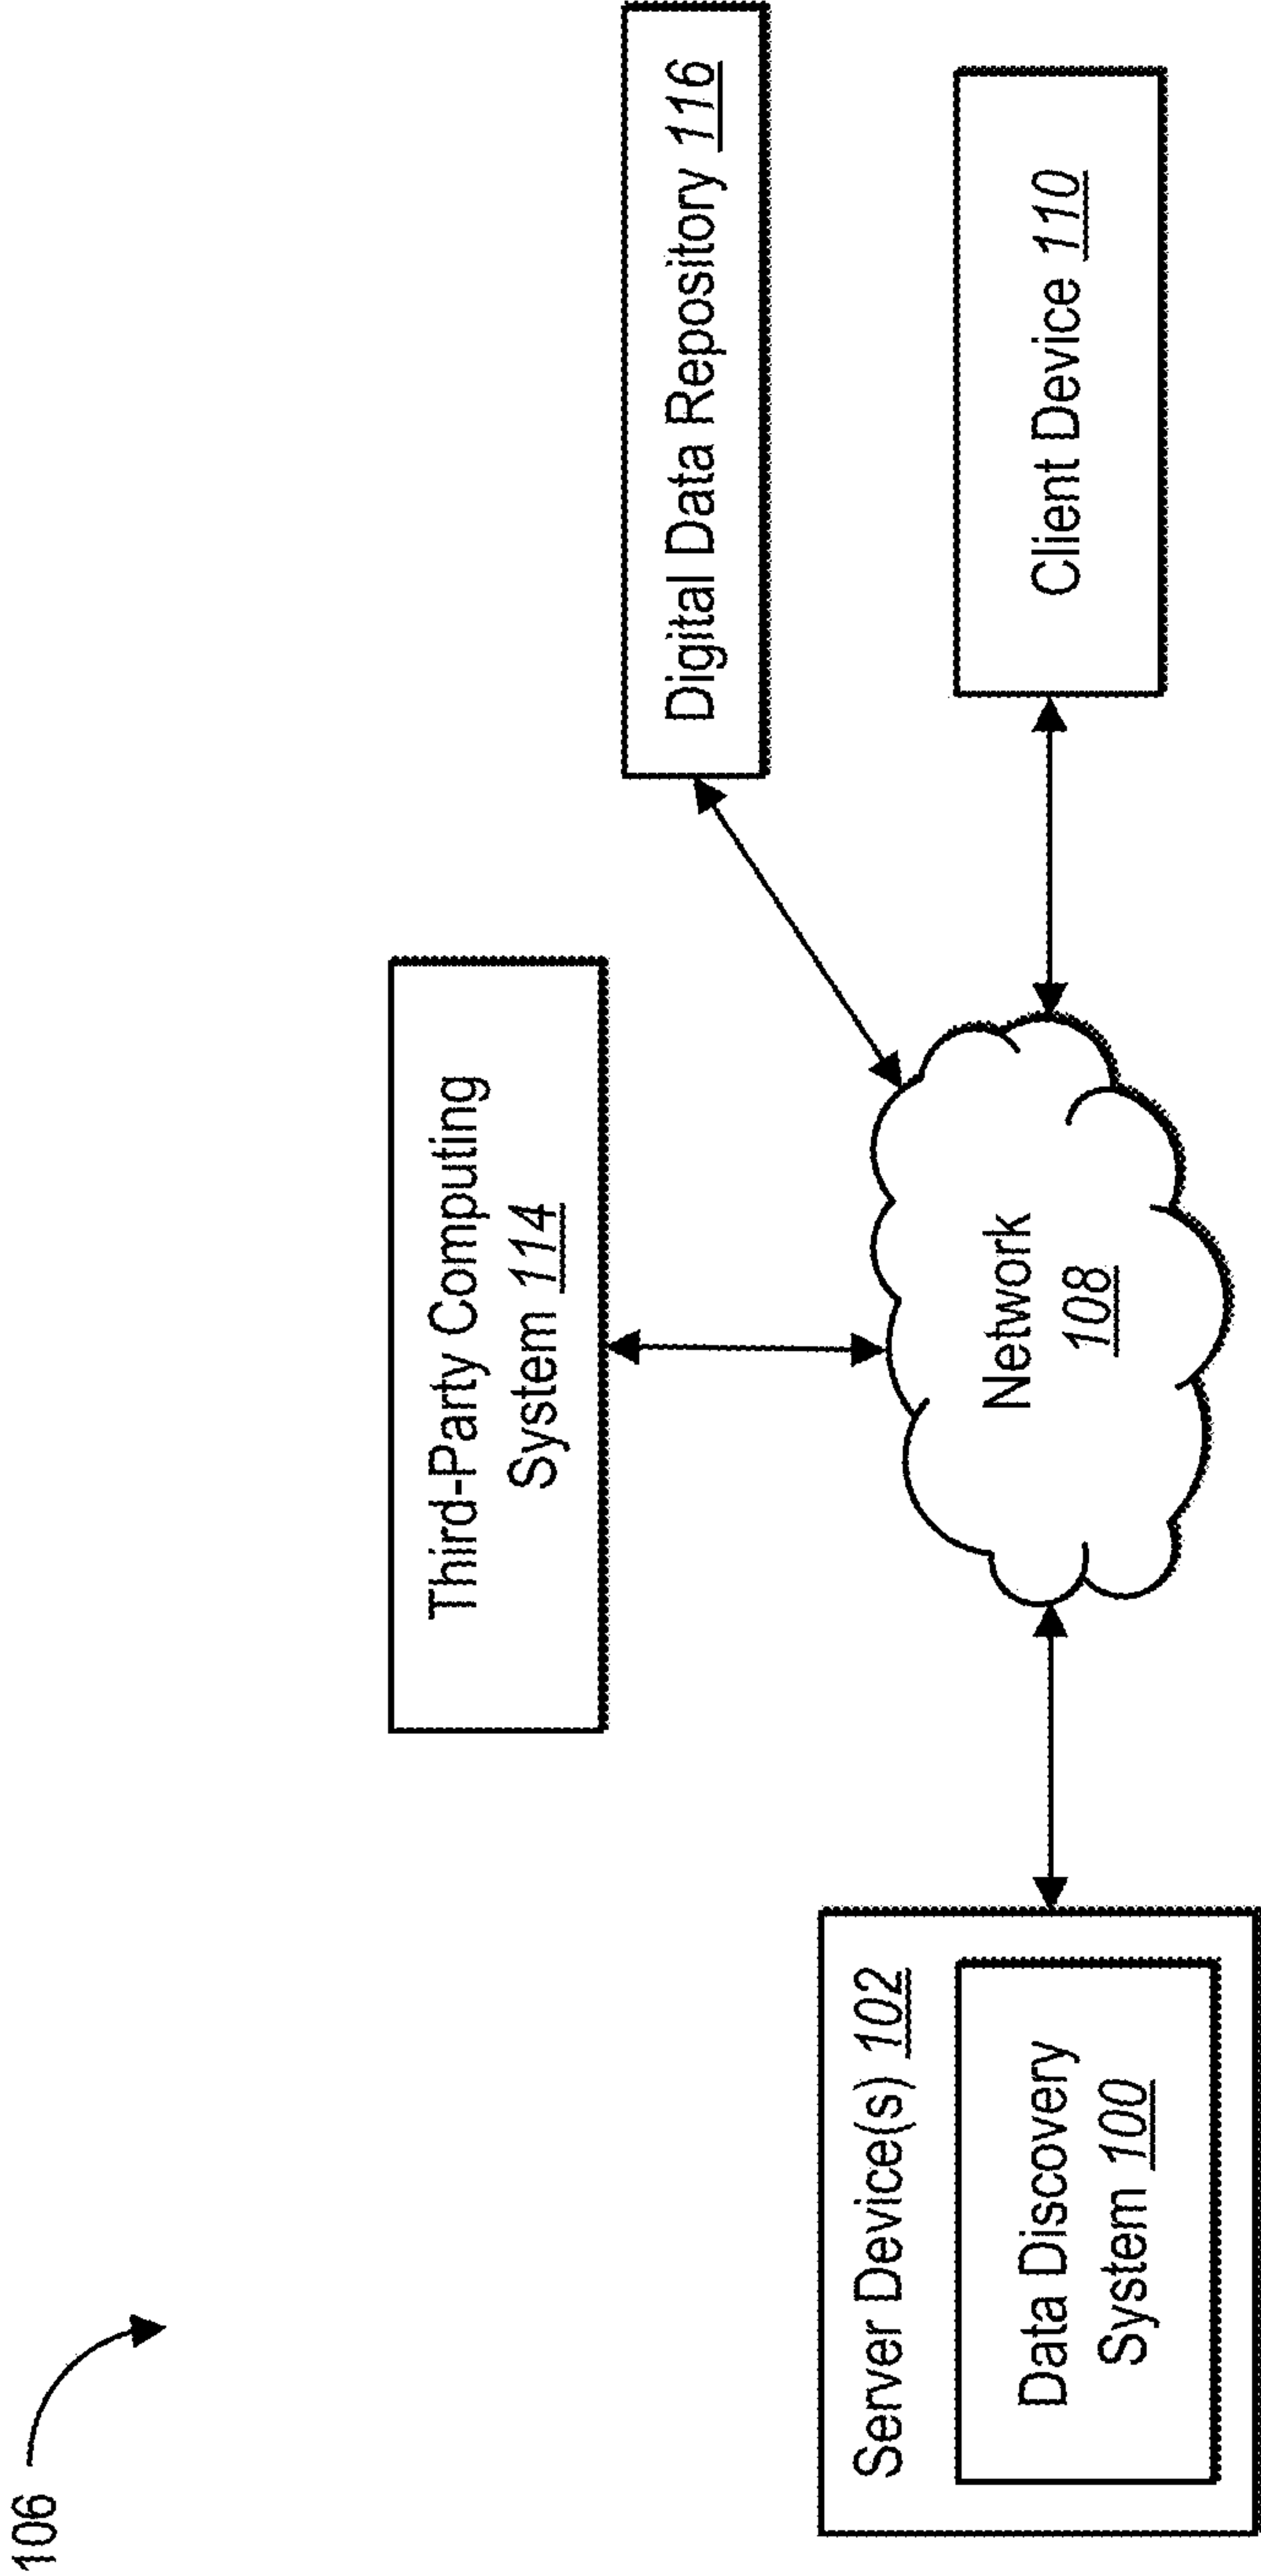 106
Third-Party Computing
System 114
Digital Data Repository 116
Server Device(s) 102
Data Discovery
System 100
Network
108
Client Device 110